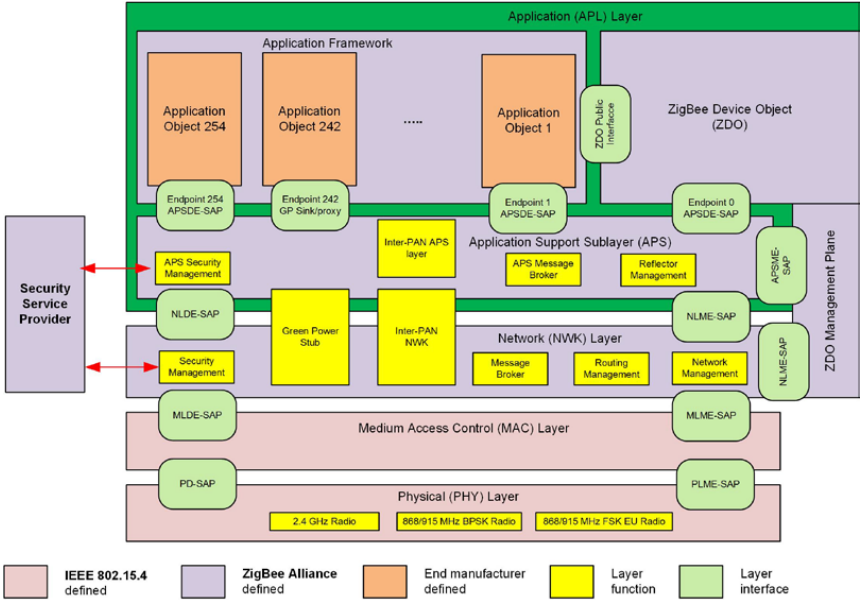 Application (APL) Layer
Application Framework
Application
Object 254
Application
Object 242
.....
Application
Object 1
ZDO Public
Interfacce
ZigBee Device Object
(ZDO)
Endpoint 254
APSDE-SAP
Endpoint 242
GP Sink/proxy
Endpoint 1
APSDE-SAP
Endpoint 0
APSDE-SAP
Security
Service
Provider
APS Security
Management
Inter-PAN APS
layer
Application Support Sublayer (APS)
APS Message
Broker
Reflector
Management
APSME-
SAP
ZDO Management Plane
NLDE-SAP
Green Power
Stub
Inter-PAN
NWK
NLME-SAP
Network (NWK) Layer
Security
Management
Message
Broker
Routing
Management
Network
Management
NLME-SAP
MLDE-SAP
Medium Access Control (MAC) Layer
MLME-SAP
PD-SAP
PLME-SAP
Physical (PHY) Layer
2.4 GHz Radio
868/915 MHz BPSK Radio
868/915 MHz FSK EU Radio
IEEE 802.15.4
defined
ZigBee Alliance
defined
End manufacturer
defined
Layer
function
Layer
interface